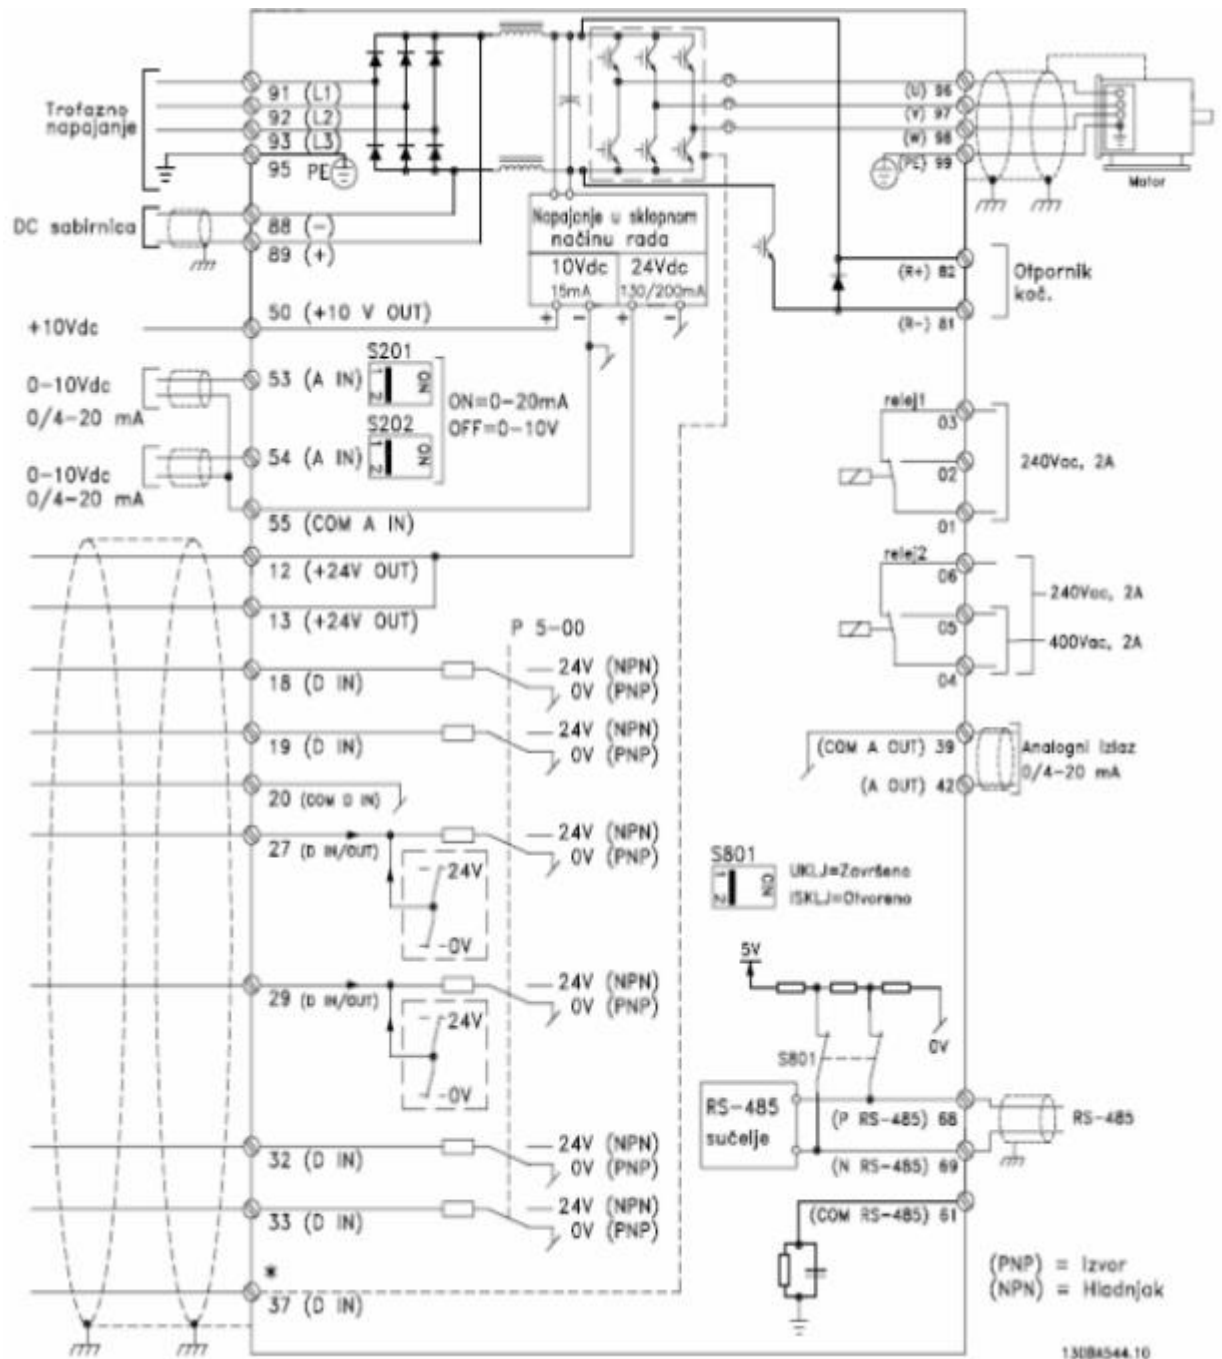 Trofazno
napajanje
91 (L1)
92 (L2)
93 (L3)
95 PE
DC sabirnica
88 (-)
89 (+)
+10Vdc
50 (+10 V OUT)
0-10Vdc
0/4-20 mA
53 (A IN)
S201
1
2
ON
0-10Vdc
0/4-20 mA
54 (A IN)
S202
1
2
ON
ON=0-20mA
OFF=0-10V
55 (COM A IN)
12 (+24V OUT)
13 (+24V OUT)
P 5-00
18 (D IN)
24V (NPN)
0V (PNP)
19 (D IN)
24V (NPN)
0V (PNP)
20 (COM D IN)
27 (D IN/OUT)
24V (NPN)
0V (PNP)
24V
0V
29 (D IN/OUT)
24V (NPN)
0V (PNP)
24V
0V
32 (D IN)
24V (NPN)
0V (PNP)
33 (D IN)
24V (NPN)
0V (PNP)
*
37 (D IN)
Napajanje u sklopnom
načinu rada
10Vdc
15mA
24Vdc
130/200mA
+ - + -
(U) 96
(V) 97
(W) 98
(PE) 99
Motor
(R+) 82
(R-) 81
Otpornik
koč.
relej1
03
02
01
240Vac, 2A
relej2
06
05
04
240Vac, 2A
400Vac, 2A
(COM A OUT) 39
(A OUT) 42
Analogni izlaz
0/4-20 mA
S801
1
2
ON
UKLJ=Završeno
ISKLJ=Otvoreno
5V
S801
0V
RS-485
sučelje
(P RS-485) 68
(N RS-485) 69
(COM RS-485) 61
RS-485
(PNP) = Izvor
(NPN) = Hladnjak
130BA544.10